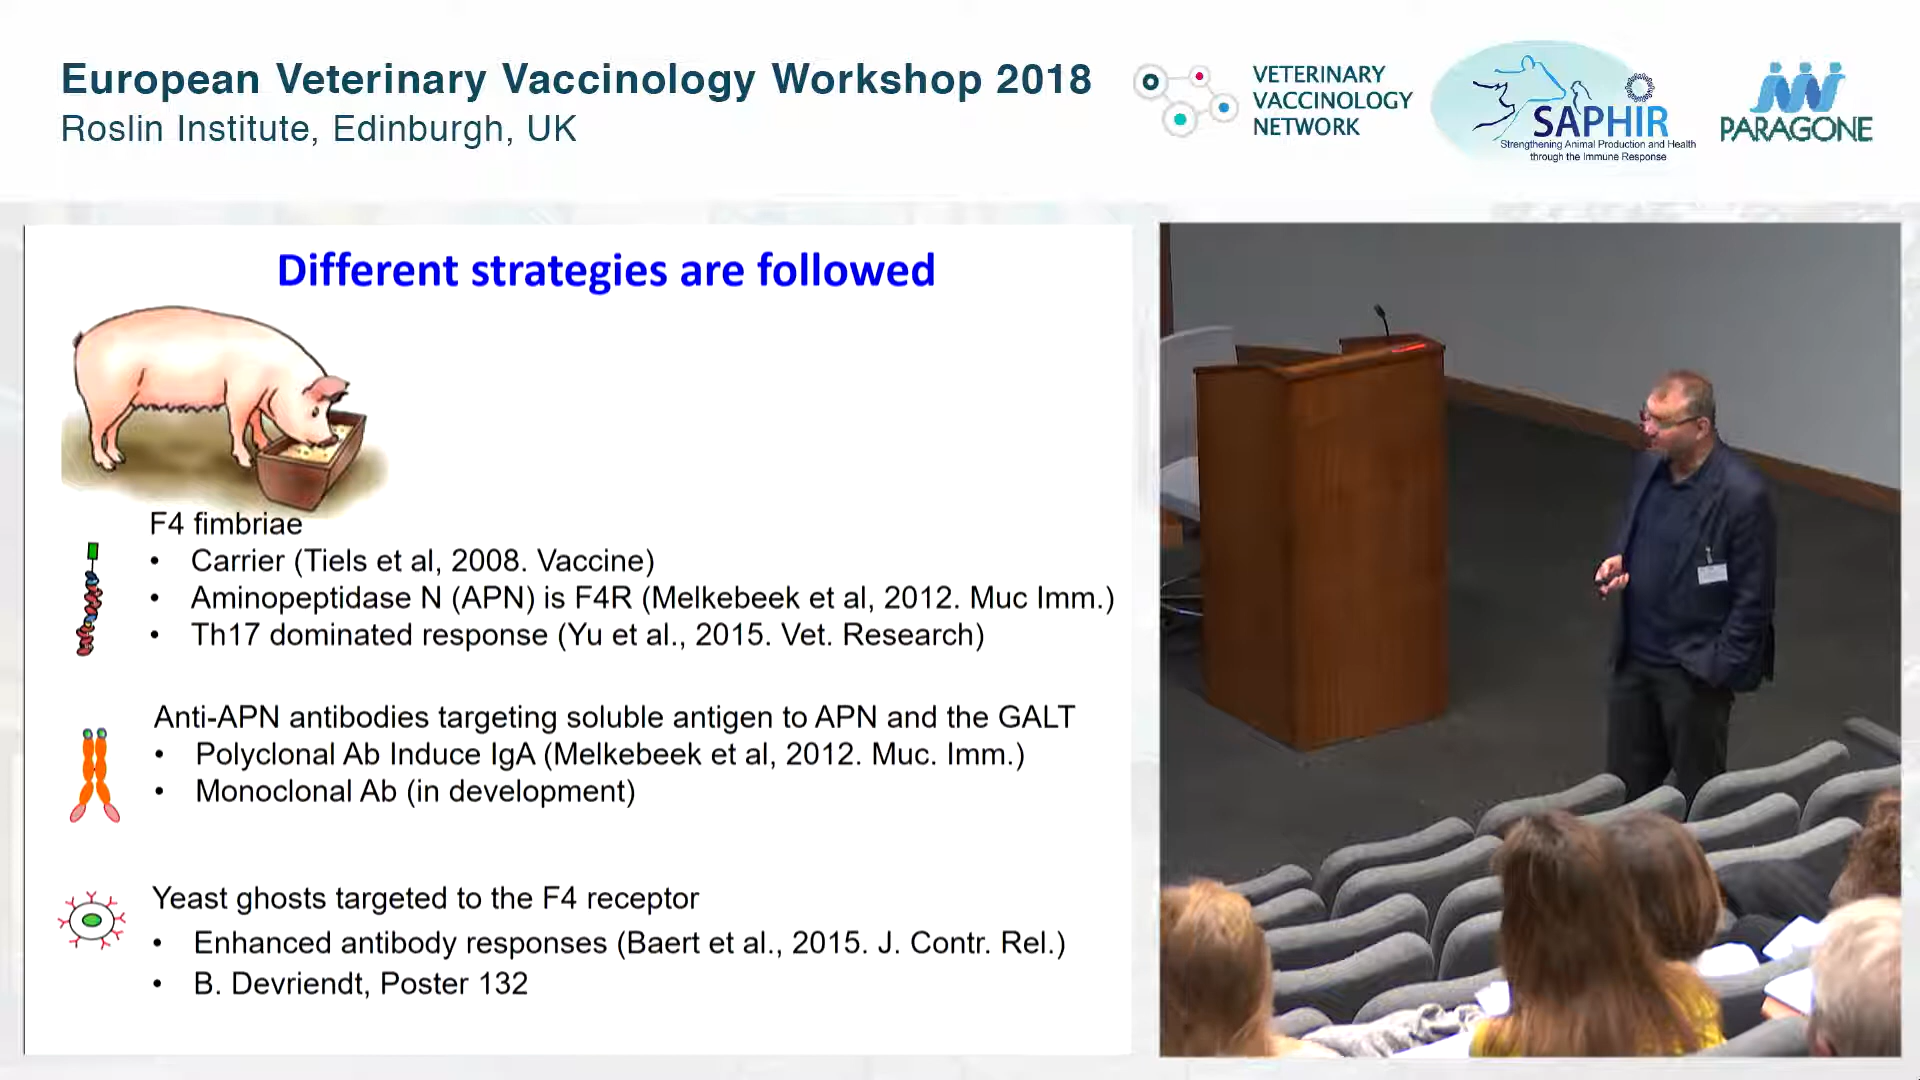 European Veterinary Vaccinology Workshop 2018
Roslin Institute, Edinburgh, UK
VETERINARY
VACCINOLOGY
NETWORK
SAPHIR
Strengthening Animal Production and Health
through the Immune Response
PARAGONE
Different strategies are followed
F4 fimbriae
• Carrier (Tiels et al, 2008. Vaccine)
• Aminopeptidase N (APN) is F4R (Melkebeek et al, 2012. Muc Imm.)
• Th17 dominated response (Yu et al., 2015. Vet. Research)
Anti-APN antibodies targeting soluble antigen to APN and the GALT
• Polyclonal Ab Induce IgA (Melkebeek et al, 2012. Muc. Imm.)
• Monoclonal Ab (in development)
Yeast ghosts targeted to the F4 receptor
• Enhanced antibody responses (Baert et al., 2015. J. Contr. Rel.)
• B. Devriendt, Poster 132